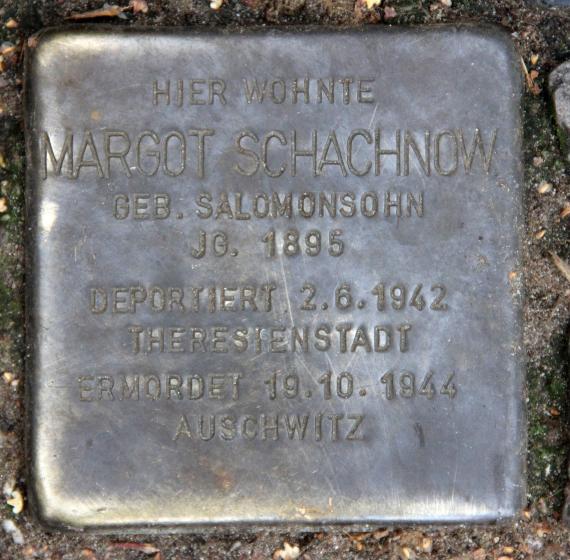 HIER WOHNTE
MARGOT SCHACHNOW
GEB. SALOMONSOHN
JG. 1895
DEPORTIERT 2.6.1942
THERESIENSTADT
ERMORDET 19.10.1944
AUSCHWITZ